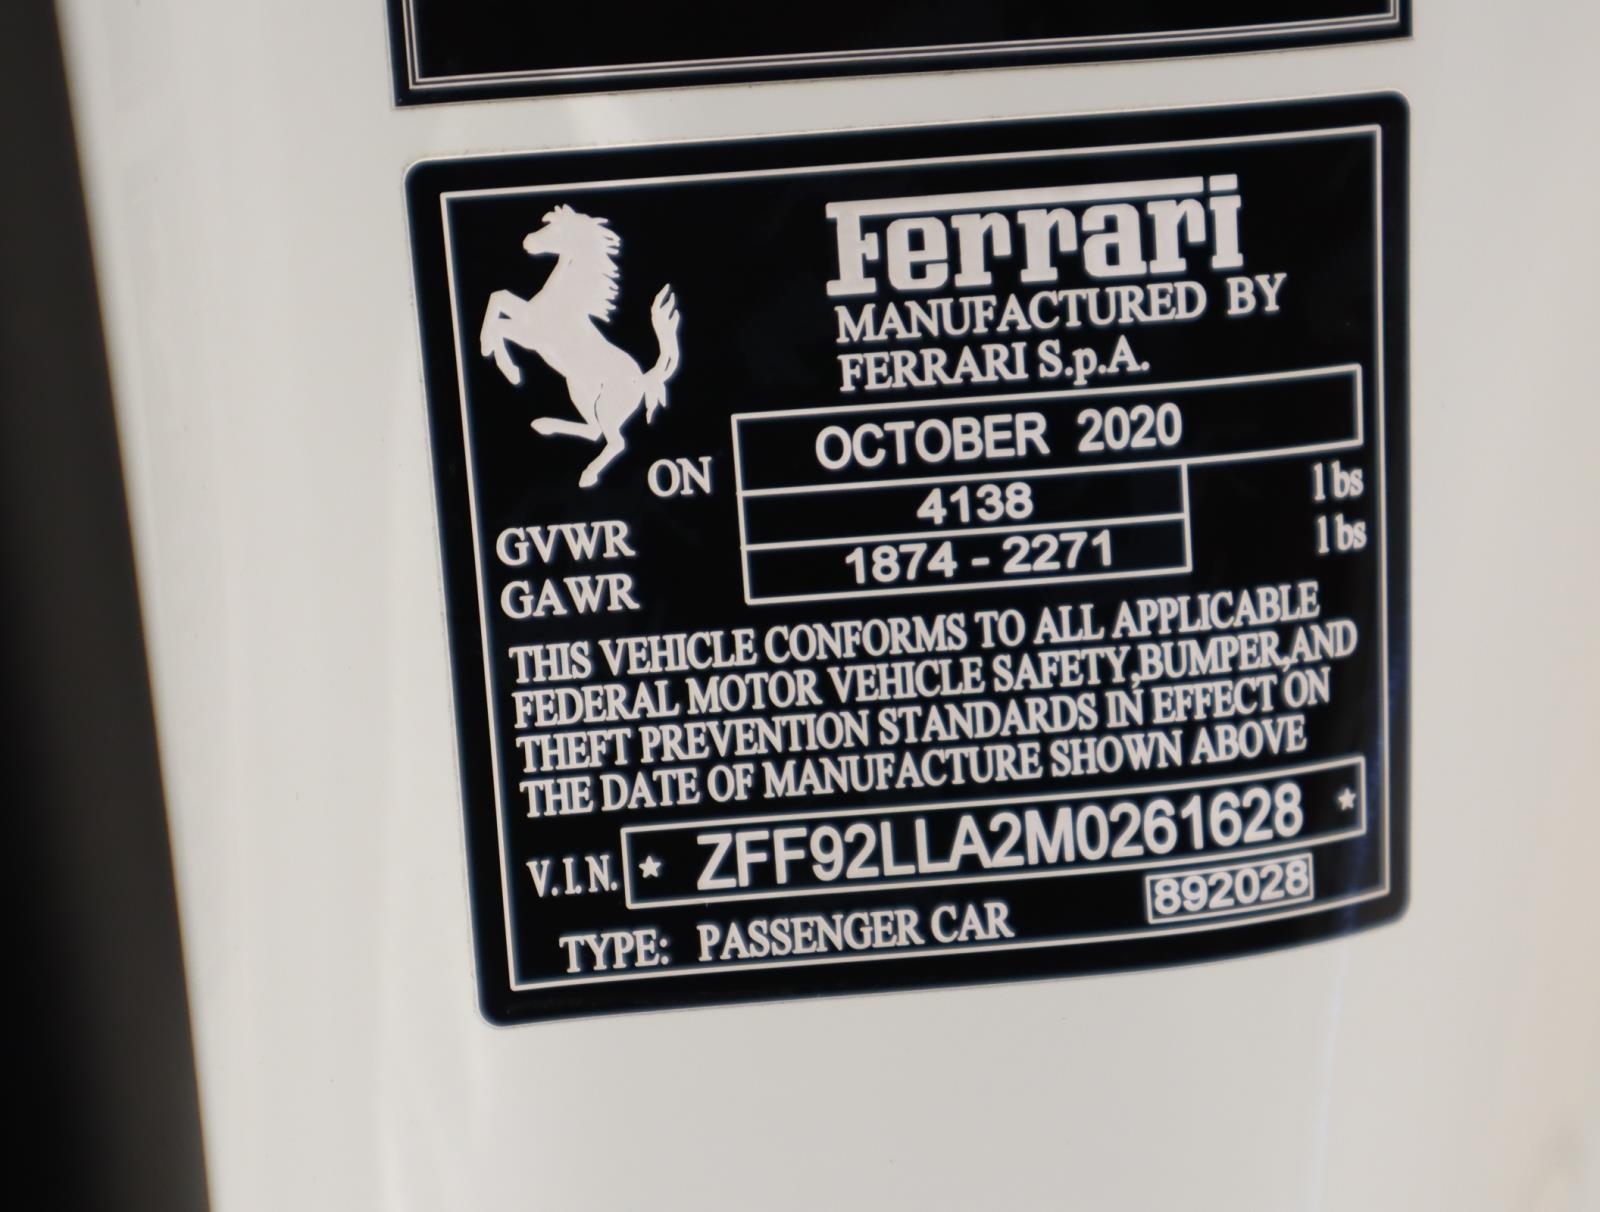 Ferrari
MANUFACTURED BY
FERRARI S.p.A.
ON OCTOBER 2020
GVWR 4138 lbs
GAWR 1874 - 2271 lbs
THIS VEHICLE CONFORMS TO ALL APPLICABLE
FEDERAL MOTOR VEHICLE SAFETY,BUMPER,AND
THEFT PREVENTION STANDARDS IN EFFECT ON
THE DATE OF MANUFACTURE SHOWN ABOVE
V.I.N. * ZFF92LLA2M0261628 *
892028
TYPE: PASSENGER CAR